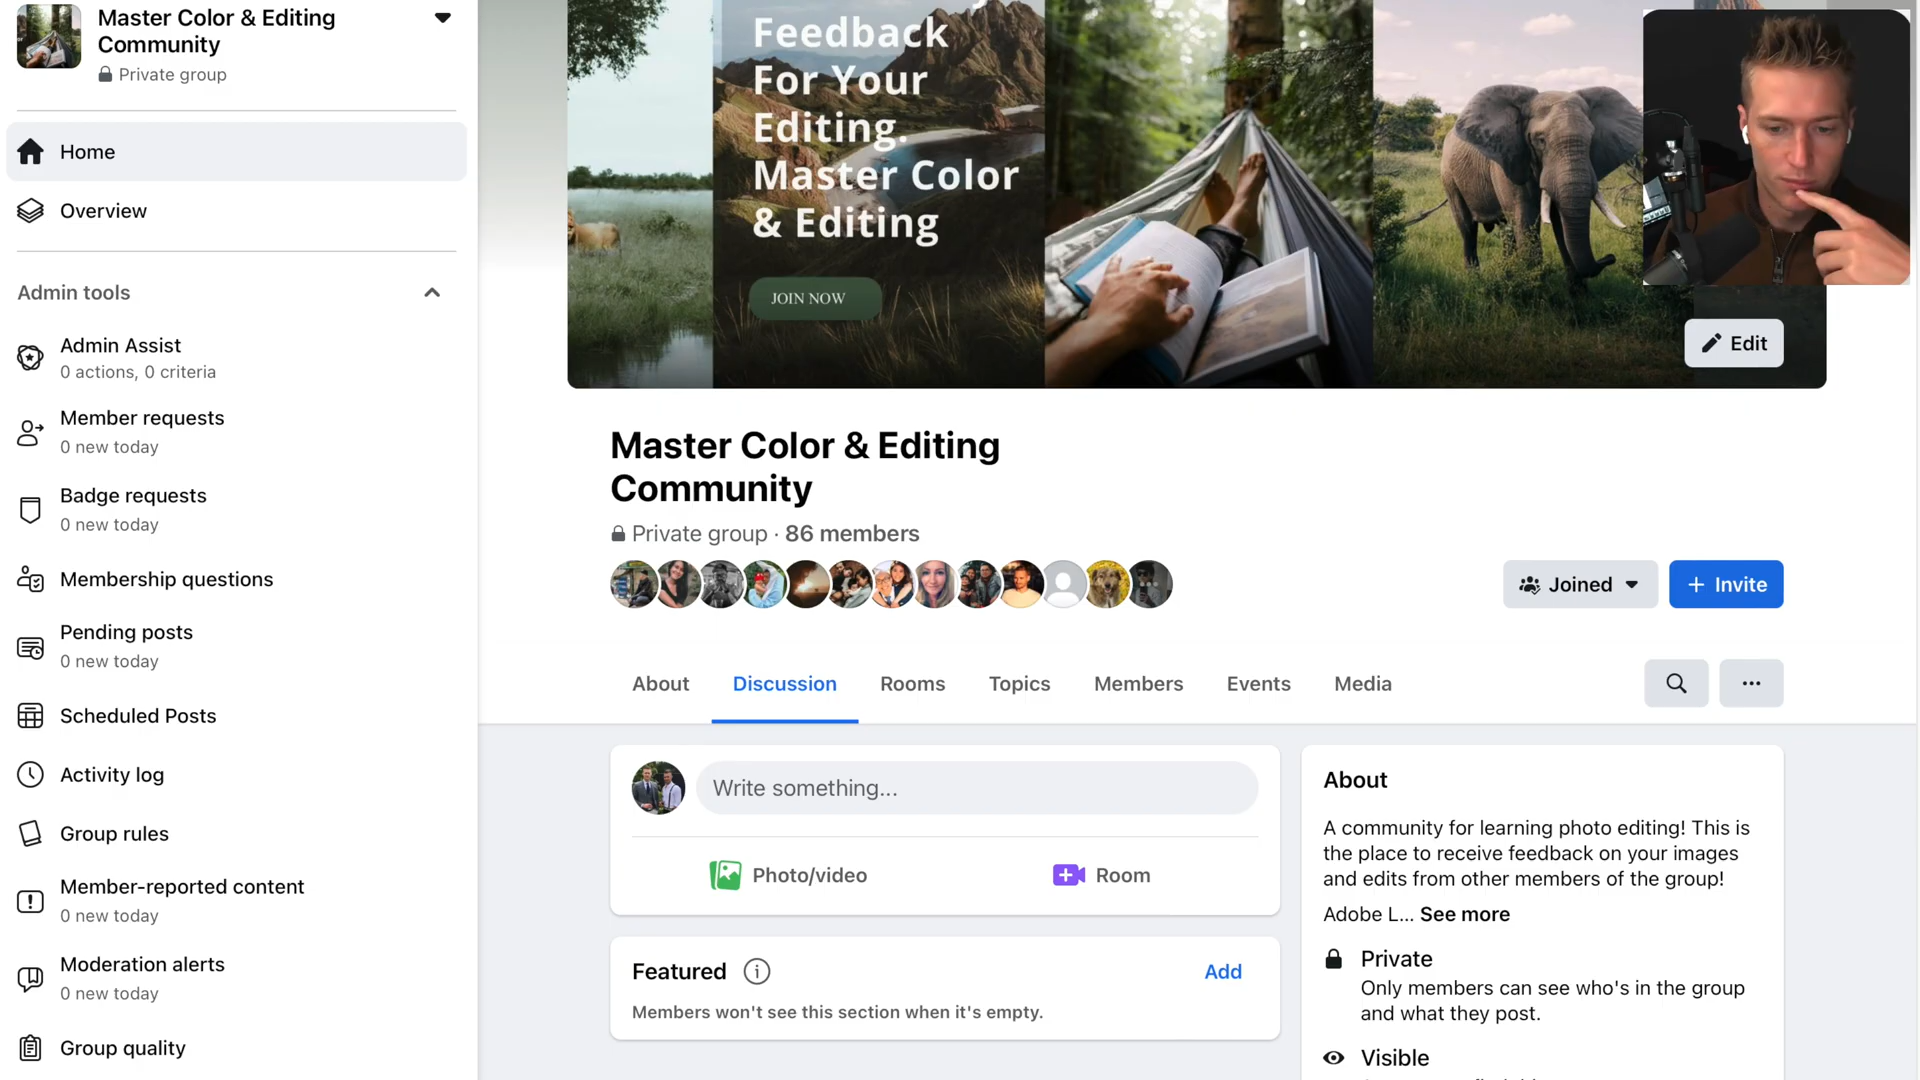 Master Color & Editing
Community
Private group
Home
Overview
Admin tools
Admin Assist
0 actions, 0 criteria
Member requests
0 new today
Badge requests
0 new today
Membership questions
Pending posts
0 new today
Scheduled Posts
Activity log
Group rules
Member-reported content
0 new today
Moderation alerts
0 new today
Group quality
Feedback
For Your
Editing.
Master Color
& Editing
JOIN NOW
Edit
Master Color & Editing
Community
Private group · 86 members
Joined
+ Invite
About
Discussion
Rooms
Topics
Members
Events
Media
Write something...
Photo/video
Room
Featured
Add
Members won't see this section when it's empty.
About
A community for learning photo editing! This is
the place to receive feedback on your images
and edits from other members of the group!
Adobe L... See more
Private
Only members can see who's in the group
and what they post.
Visible